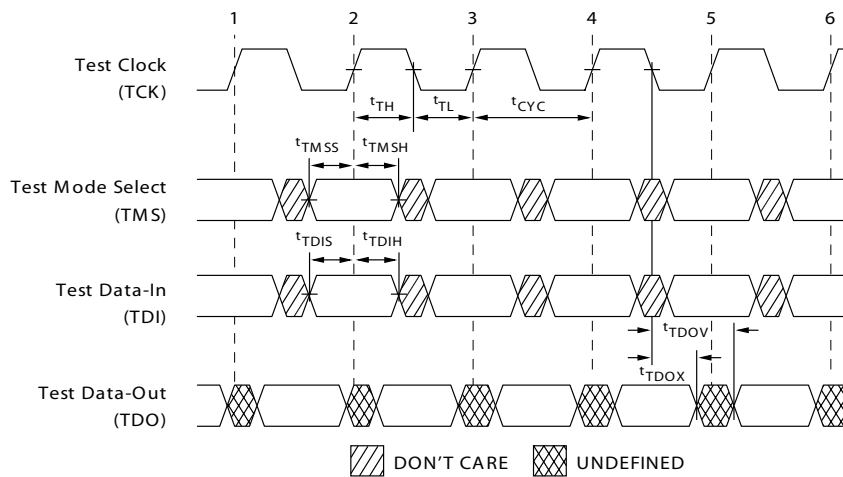 1 2 3 4 5 6
Test Clock
(TCK)
tTH tTL tCYC
tTMSS tTMSH
Test Mode Select
(TMS)
tTDIS tTDIH
Test Data-In
(TDI)
tTDOV
tTDOX
Test Data-Out
(TDO)
DON'T CARE UNDEFINED